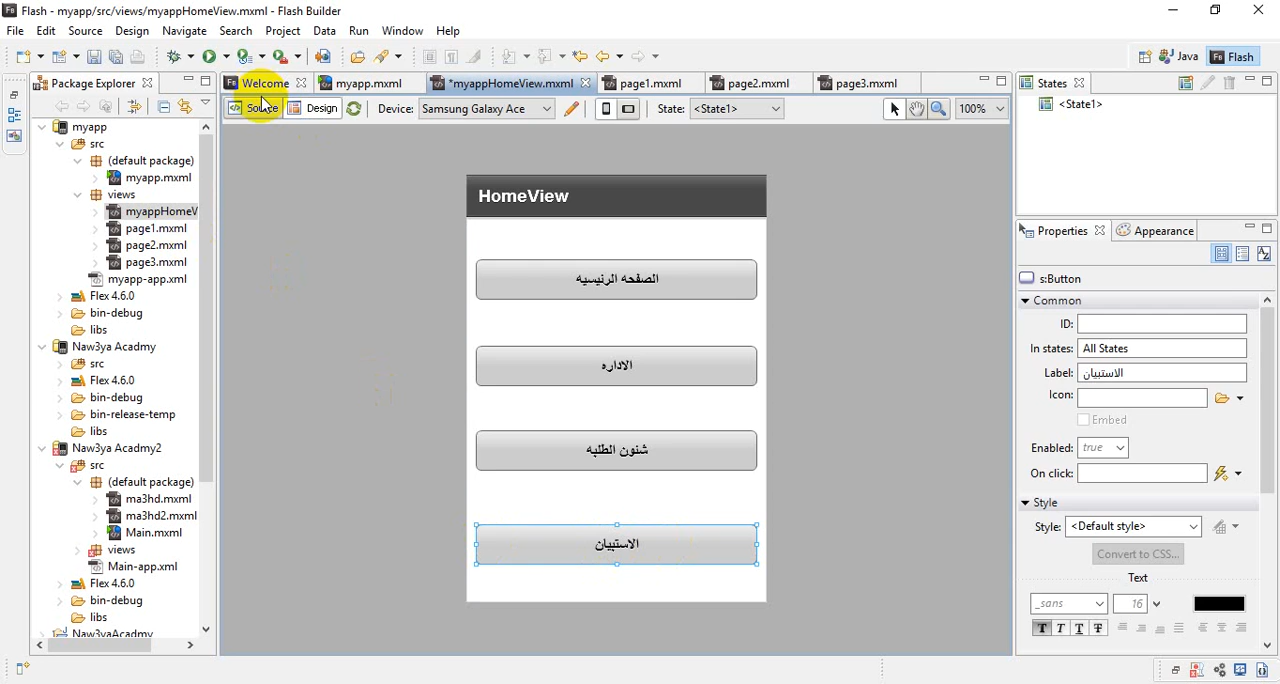 Flash - myapp/src/views/myappHomeView.mxml - Flash Builder
File Edit Source Design Navigate Search Project Data Run Window Help
Java Flash
Package Explorer
Welcome myapp.mxml *myappHomeView.mxml page1.mxml page2.mxml page3.mxml
States
Source Design Device: Samsung Galaxy Ace State: <State1> 100%
<State1>
myapp
src
(default package)
myapp.mxml
views
myappHomeV
page1.mxml
page2.mxml
page3.mxml
myapp-app.xml
Flex 4.6.0
bin-debug
libs
Naw3ya Acadmy
src
Flex 4.6.0
bin-debug
bin-release-temp
libs
Naw3ya Acadmy2
src
(default package)
ma3hd.mxml
ma3hd2.mxml
Main.mxml
views
Main-app.xml
Flex 4.6.0
bin-debug
libs
Naw3yaAcadmy
HomeView
الصفحه الرئيسيه
الاداره
شئون الطلبه
الاستبيان
Properties Appearance
s:Button
Common
ID:
In states: All States
Label: الاستبيان
Icon:
Embed
Enabled: true
On click:
Style
Style: <Default style>
Convert to CSS...
Text
_sans 16
T T T T